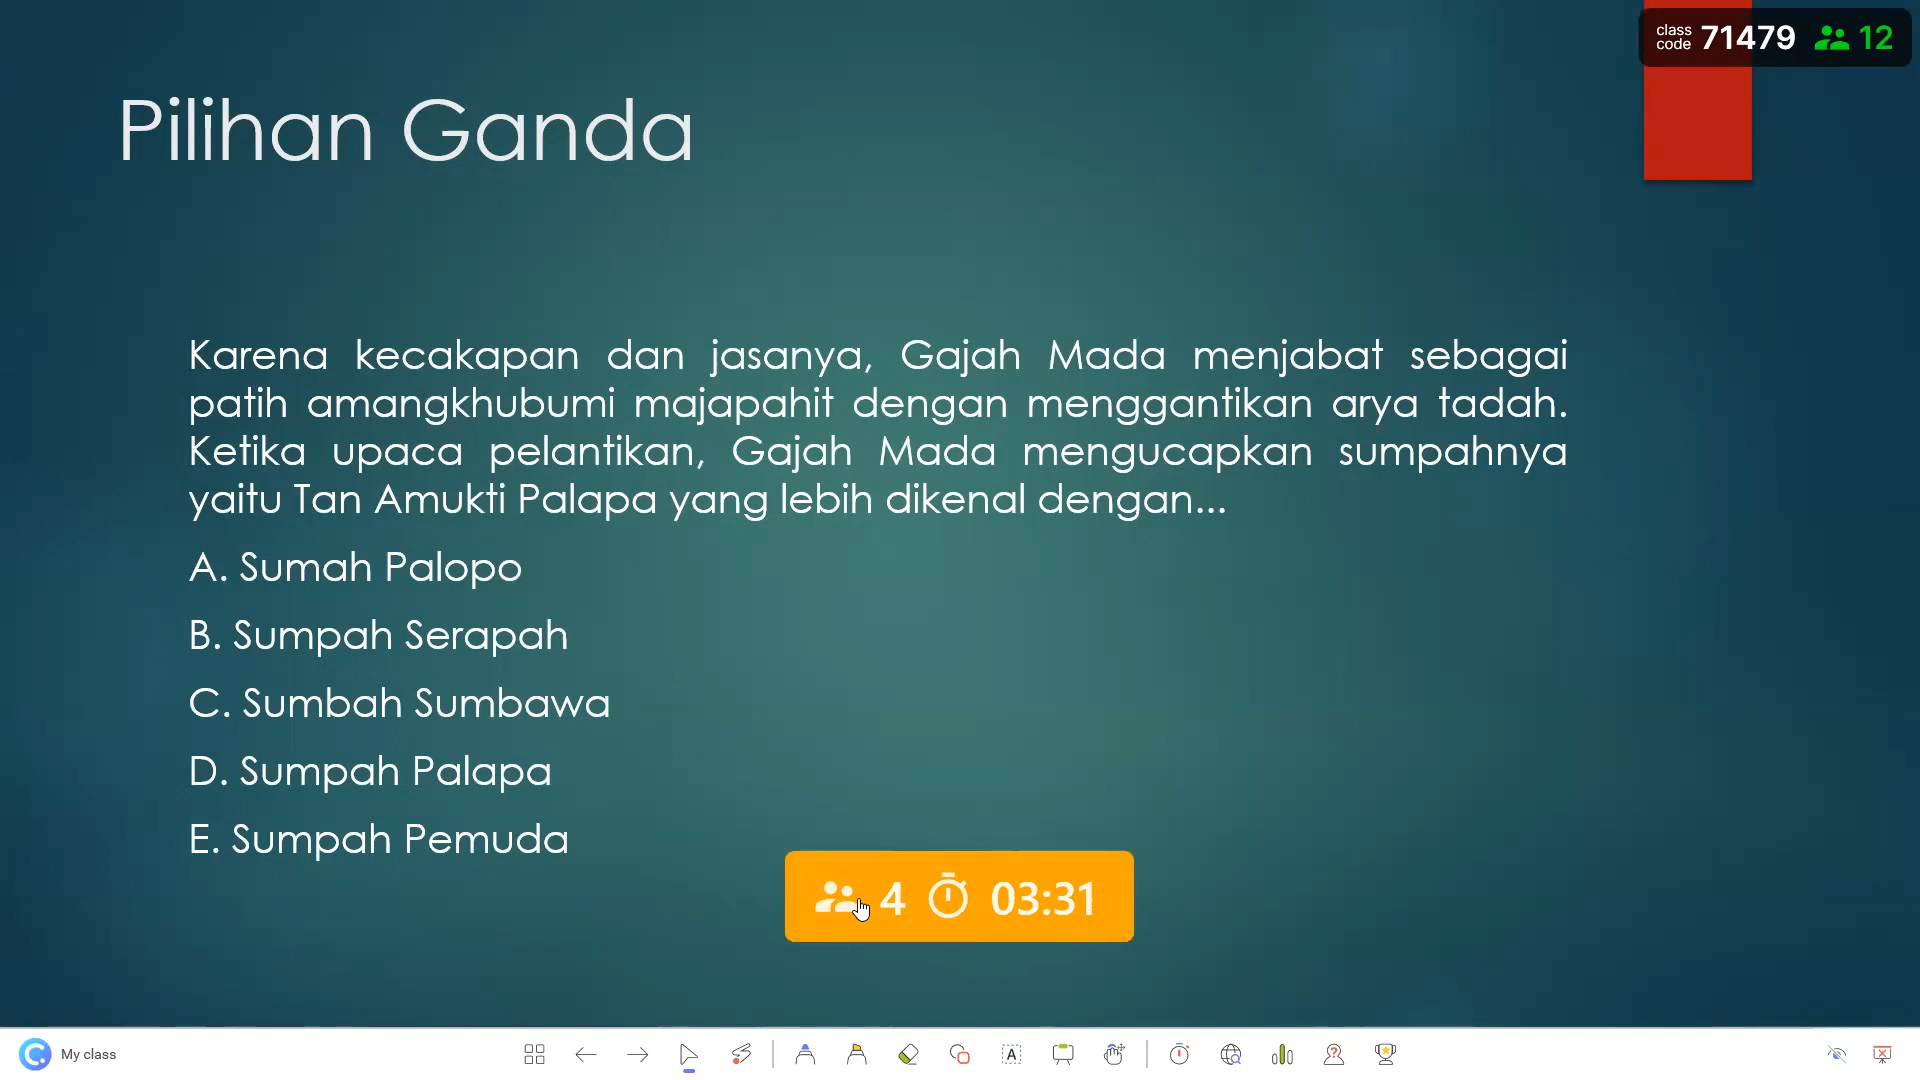 class
code 71479 12
Pilihan Ganda
Karena kecakapan dan jasanya, Gajah Mada menjabat sebagai
patih amangkhubumi majapahit dengan menggantikan arya tadah.
Ketika upaca pelantikan, Gajah Mada mengucapkan sumpahnya
yaitu Tan Amukti Palapa yang lebih dikenal dengan...
A. Sumah Palopo
B. Sumpah Serapah
C. Sumbah Sumbawa
D. Sumpah Palapa
E. Sumpah Pemuda
4 03:31
My class
A